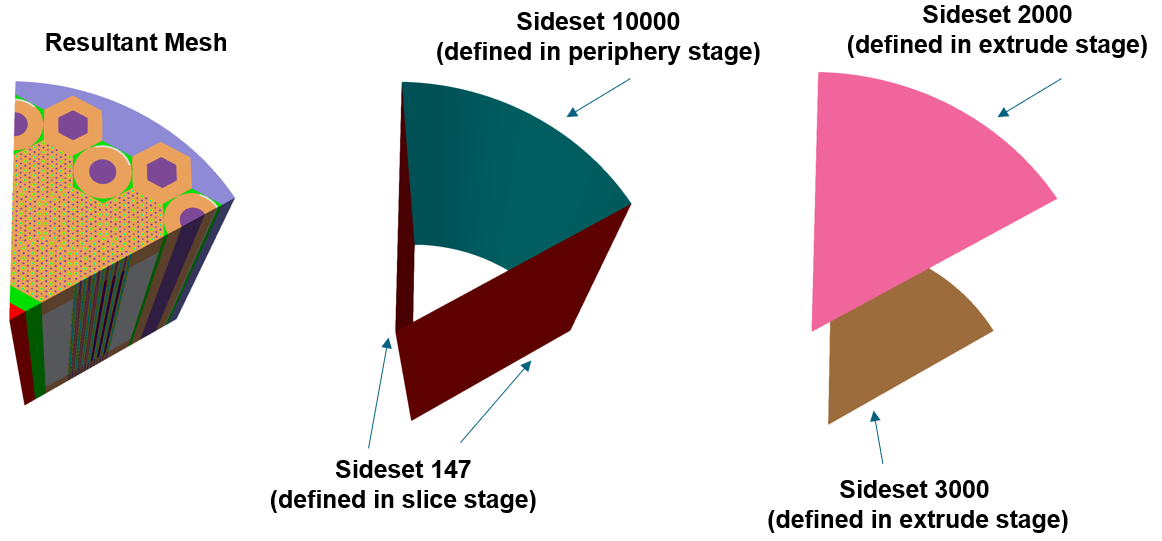 Resultant Mesh
Sideset 10000
(defined in periphery stage)
Sideset 2000
(defined in extrude stage)
Sideset 147
(defined in slice stage)
Sideset 3000
(defined in extrude stage)